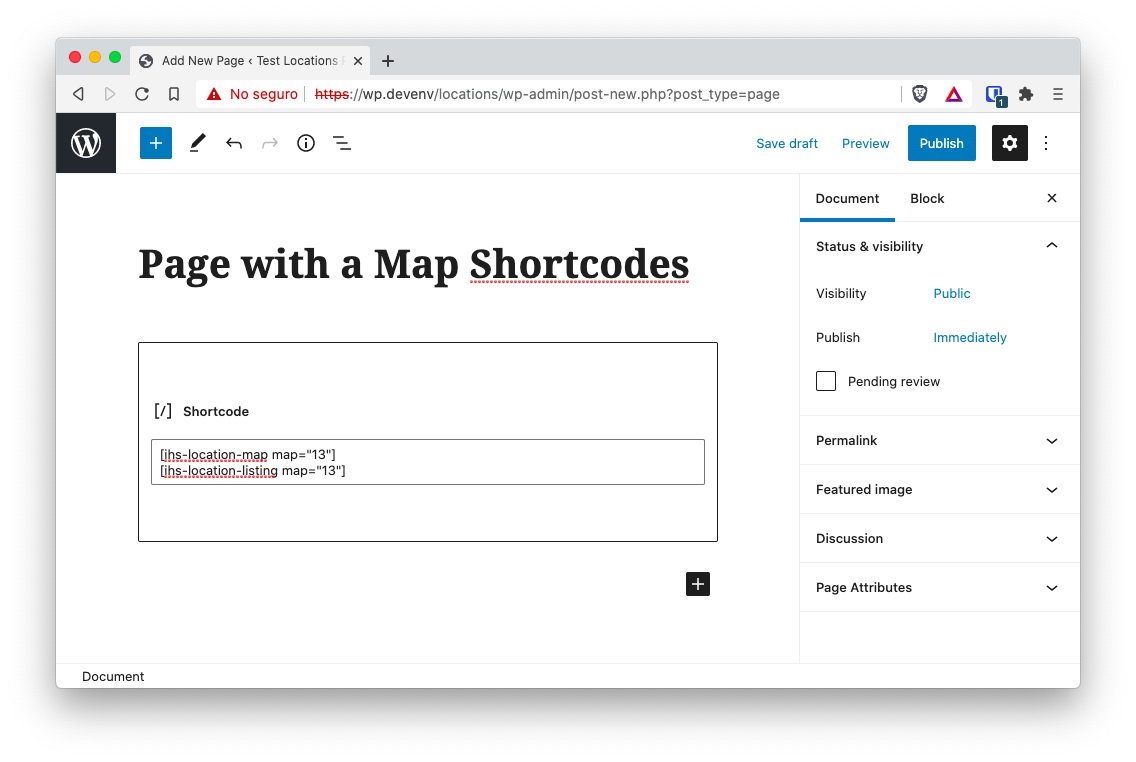 Add New Page ‹ Test Locations
No seguro
https://wp.devenv/locations/wp-admin/post-new.php?post_type=page
1
Save draft
Preview
Publish
Document
Block
Page with a Map Shortcodes
Status & visibility
Visibility
Public
Publish
Immediately
Pending review
[/] Shortcode
[jhs-location-map map="13"]
[jhs-location-listing map="13"]
Permalink
Featured image
Discussion
Page Attributes
Document